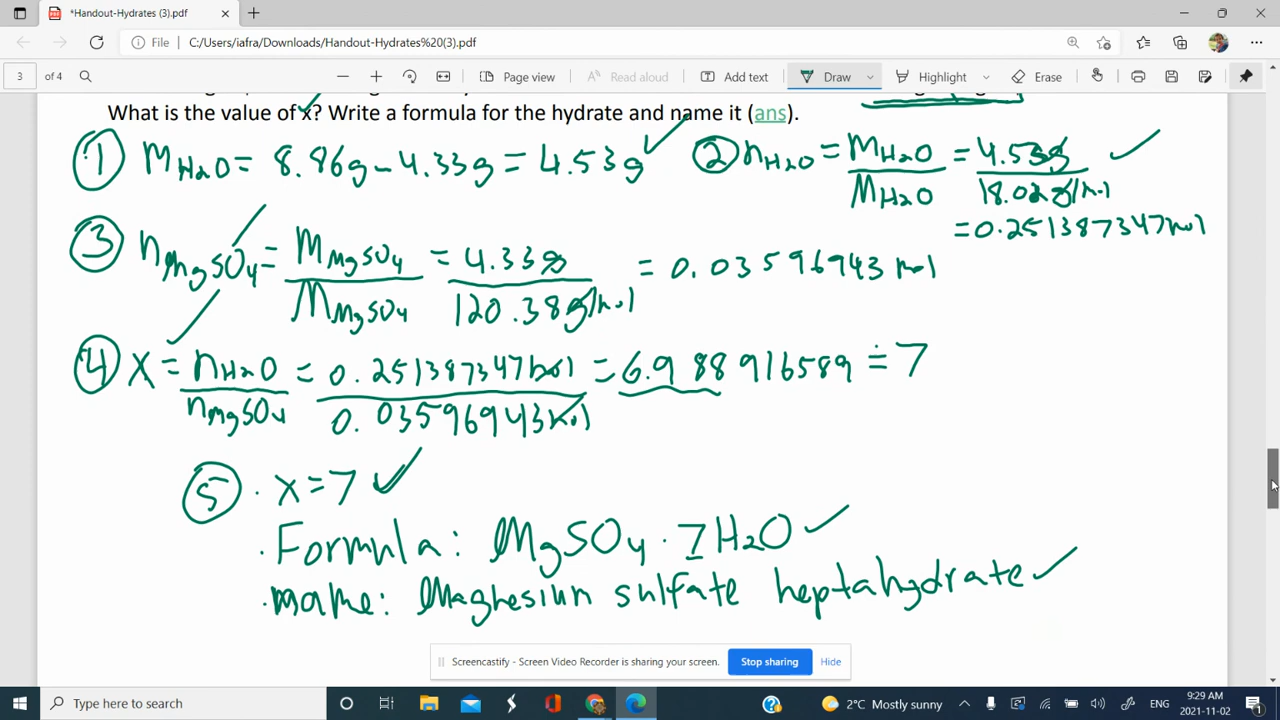 *Handout-Hydrates (3).pdf
File C:/Users/iafra/Downloads/Handout-Hydrates%20(3).pdf
3 of 4 Page view Read aloud Add text Draw Highlight Erase
What is the value of x? Write a formula for the hydrate and name it (ans).
① mH2O = 8.86g - 4.33g = 4.53g ② nH2O = mH2O / MH2O = 4.53g / 18.02g/mol
= 0.251387347mol
③ nMgSO4 = mMgSO4 / MMgSO4 = 4.33g / 120.38g/mol = 0.03596943 mol
④ x = nH2O / nMgSO4 = 0.251387347mol / 0.03596943mol = 6.988916589 ≐ 7
⑤ · x = 7
· Formula: MgSO4 · 7H2O
· name: Magnesium sulfate heptahydrate
Screencastify - Screen Video Recorder is sharing your screen. Stop sharing Hide
Type here to search 2°C Mostly sunny ENG 9:29 AM
2021-11-02